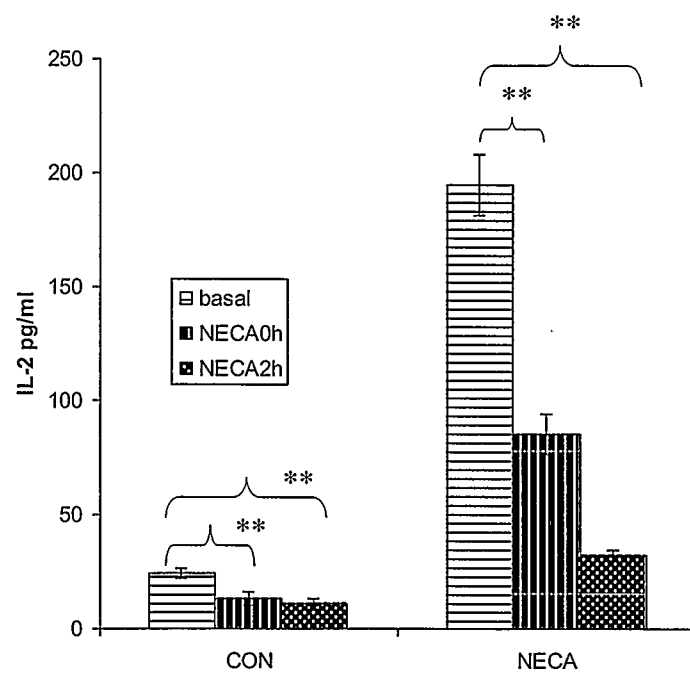 **
250
**
200
150
basal
NECA0h
NECA2h
IL-2 pg/ml
100
**
50
**
0
CON
NECA